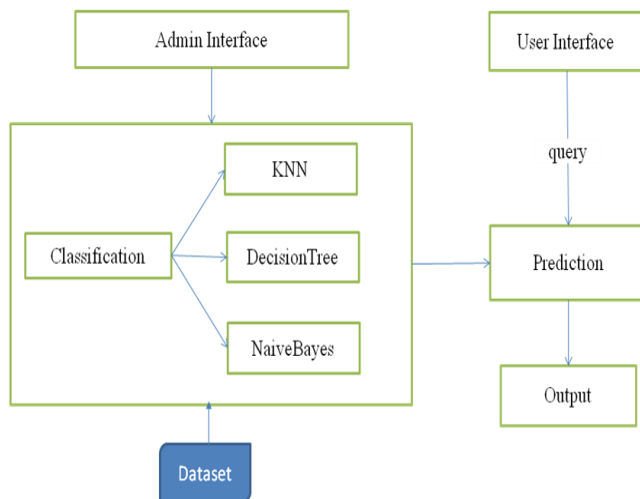 Admin Interface
User Interface
query
KNN
Classification
DecisionTree
Prediction
NaiveBayes
Output
Dataset